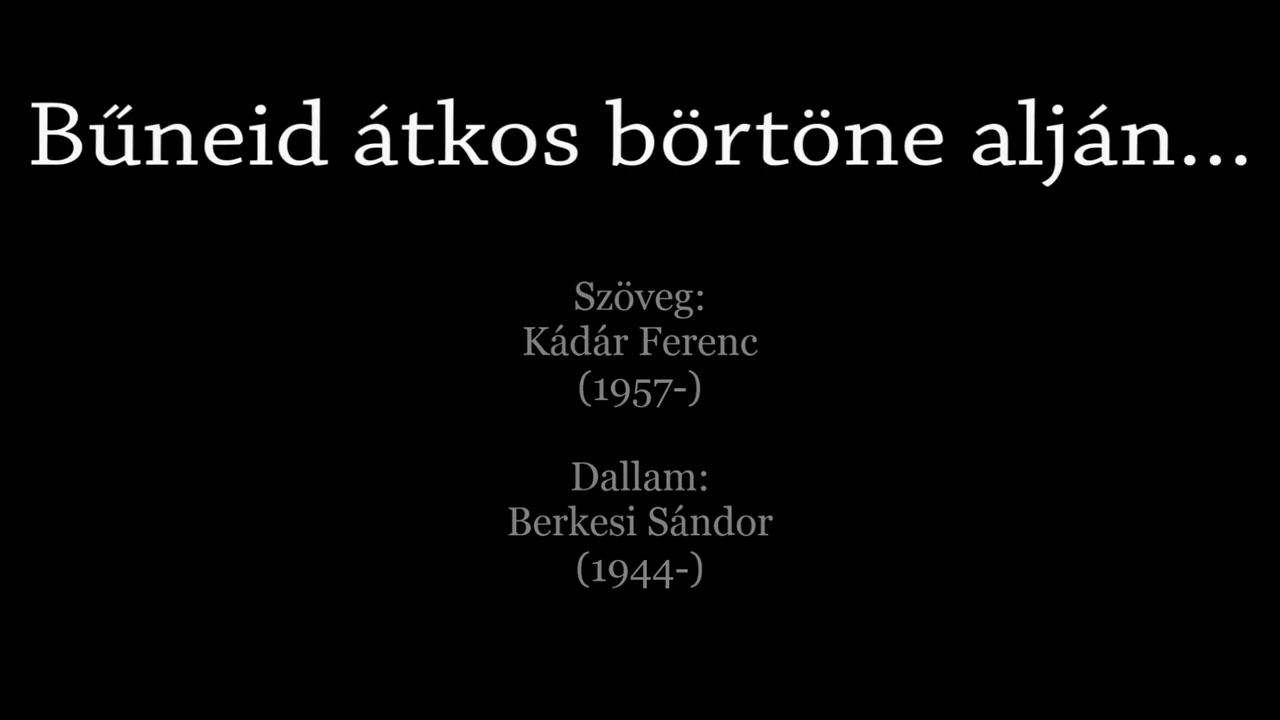 Bűneid átkos börtöne alján...
Szöveg:
Kádár Ferenc
(1957-)
Dallam:
Berkesi Sándor
(1944-)